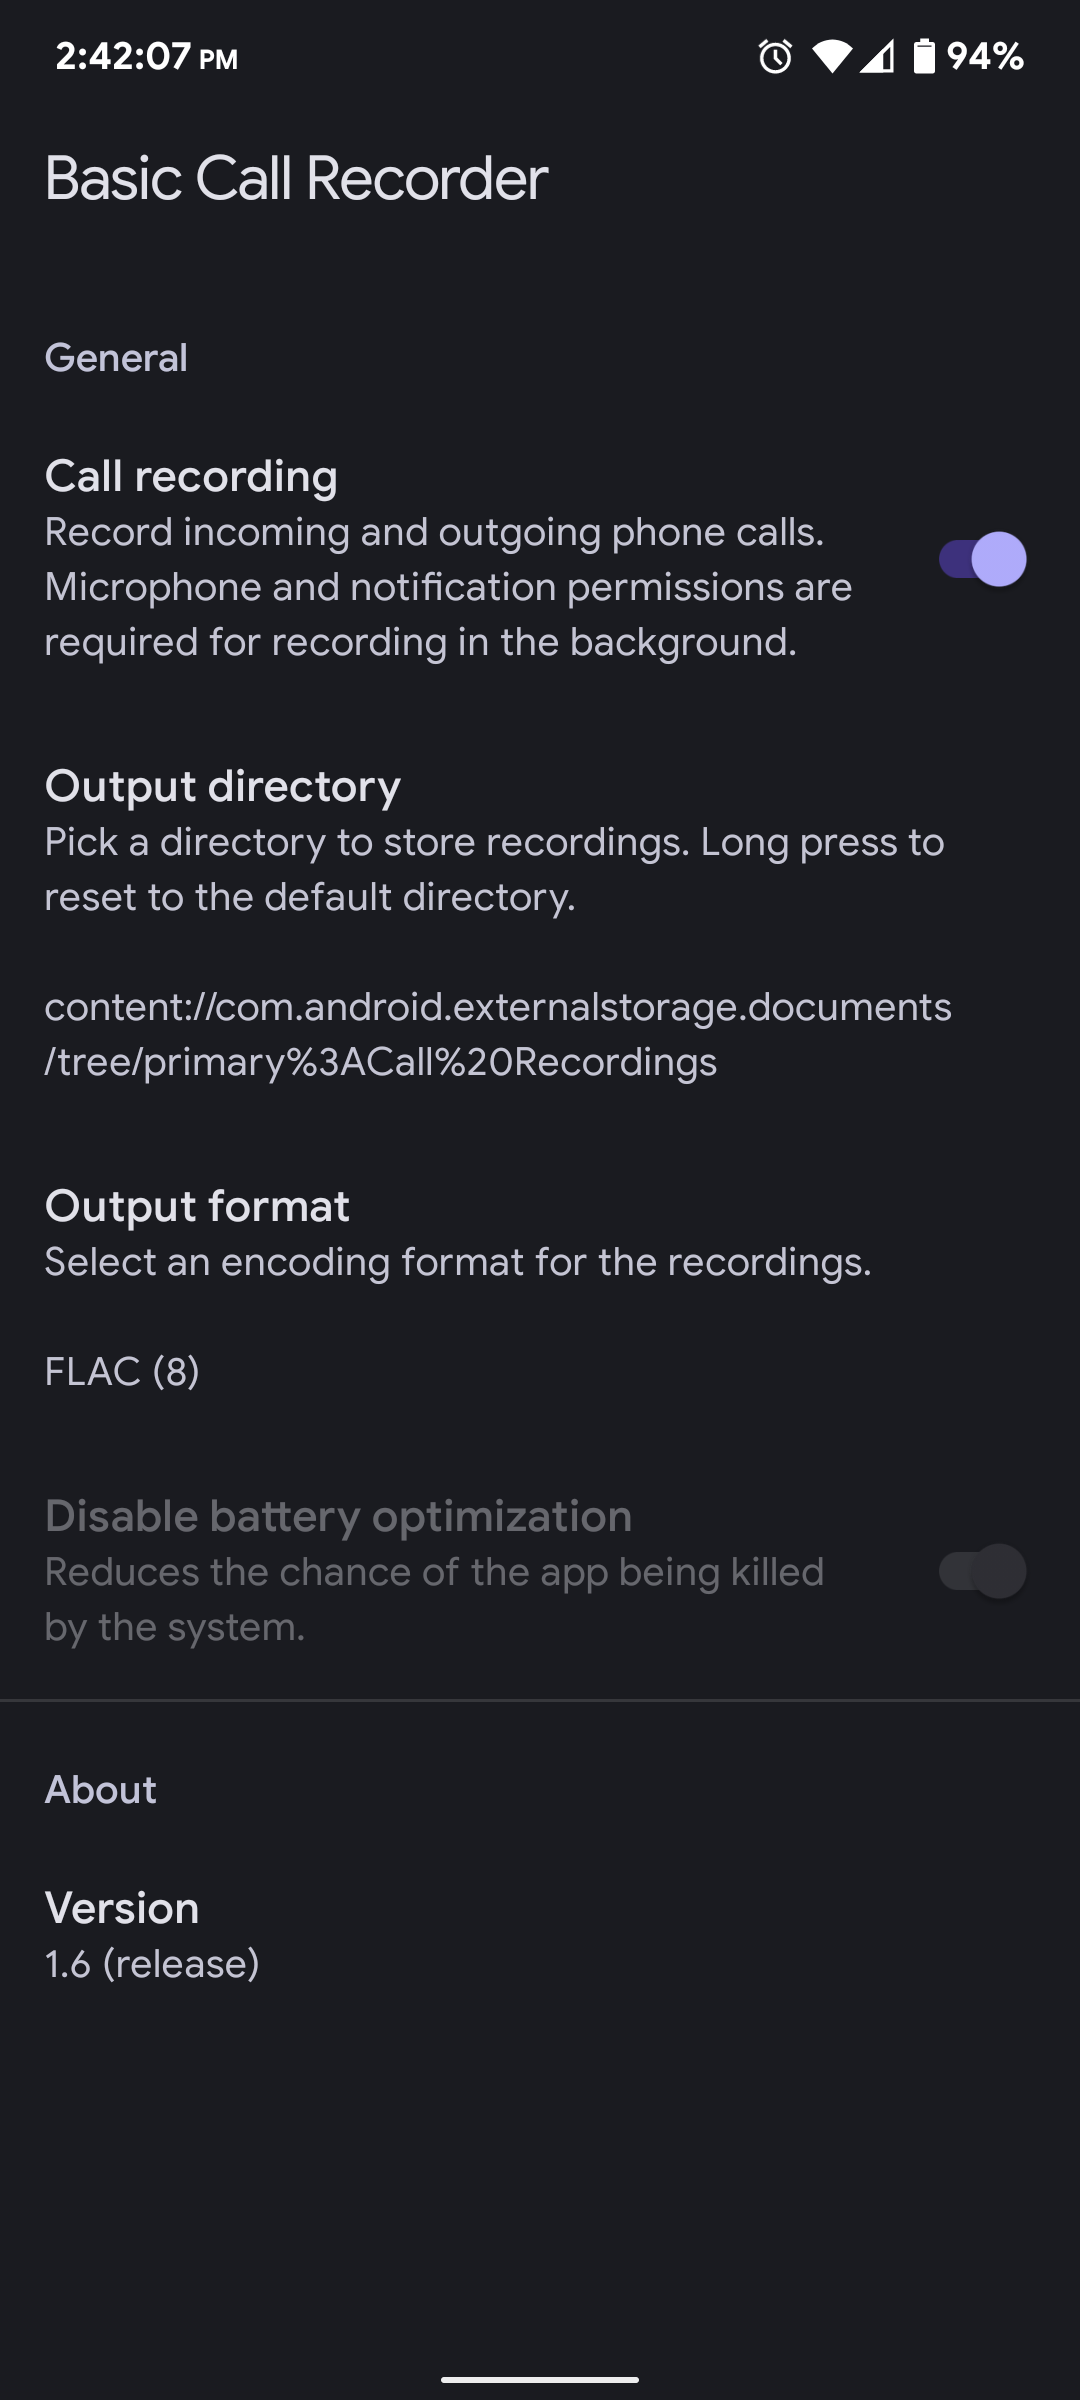 2:42:07 PM 94%
Basic Call Recorder
General
Call recording
Record incoming and outgoing phone calls.
Microphone and notification permissions are
required for recording in the background.
Output directory
Pick a directory to store recordings. Long press to
reset to the default directory.
content://com.android.externalstorage.documents
/tree/primary%3ACall%20Recordings
Output format
Select an encoding format for the recordings.
FLAC (8)
Disable battery optimization
Reduces the chance of the app being killed
by the system.
About
Version
1.6 (release)